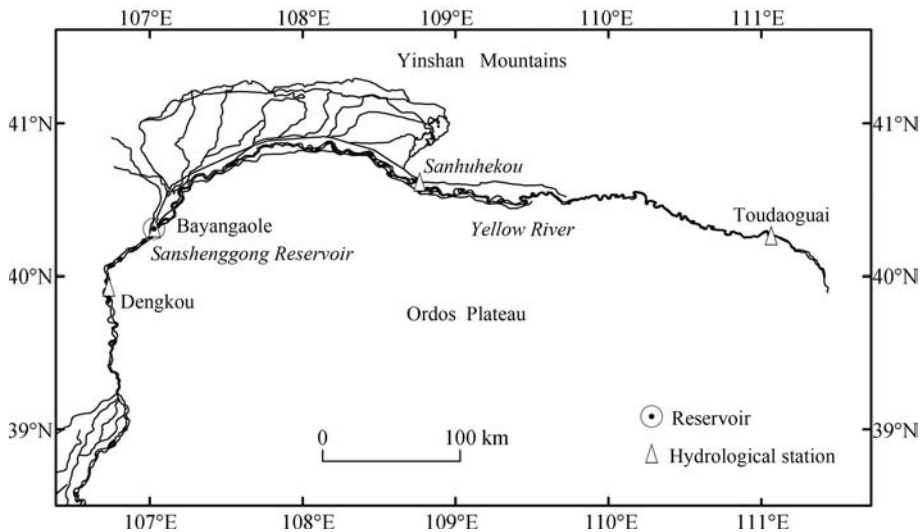 107°E 108°E 109°E 110°E 111°E
Yinshan Mountains
41°N 41°N
Sanhuhekou
Bayangaole
Toudaoguai
Yellow River
Sanshenggong Reservoir
40°N 40°N
Dengkou
Ordos Plateau
Reservoir
39°N 39°N
0 100 km
Hydrological station
107°E 108°E 109°E 110°E 111°E